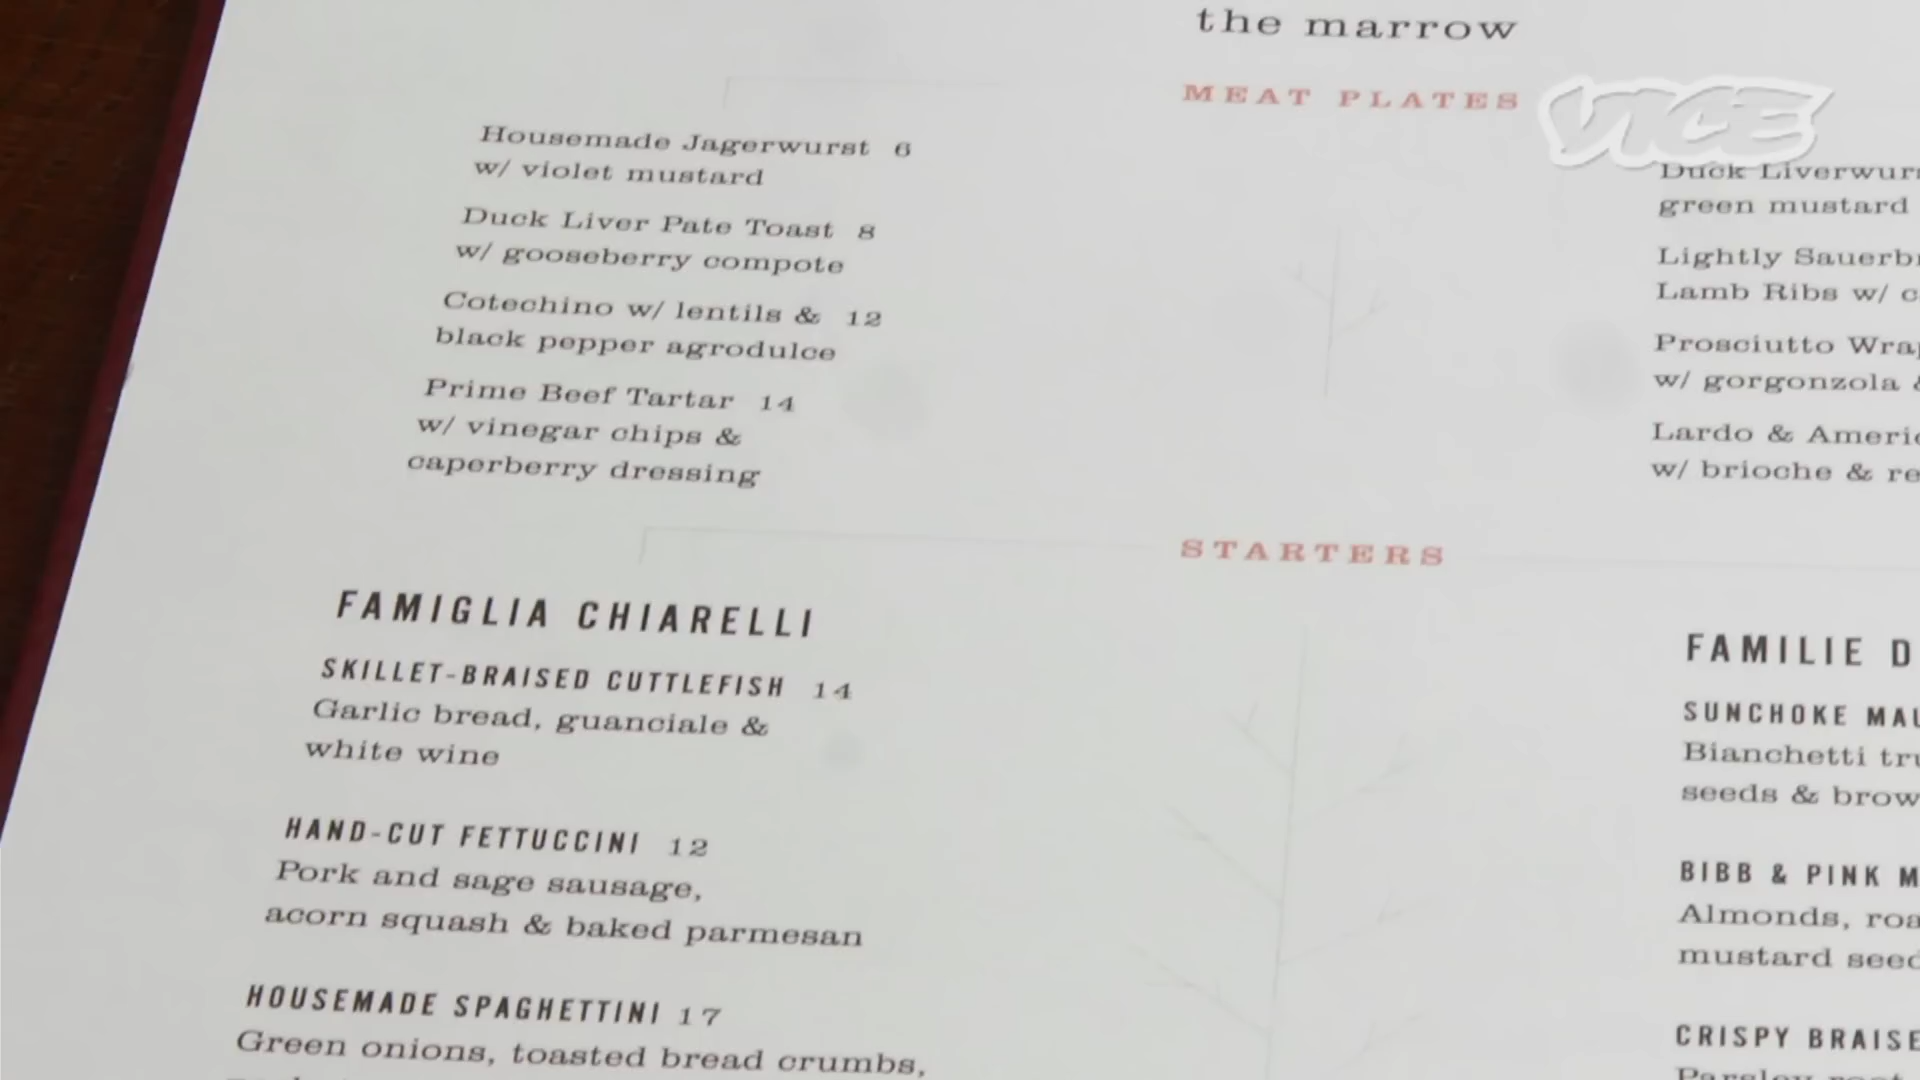 the marrow
MEAT PLATES
VICE
Housemade Jagerwurst 6
w/ violet mustard
Duck Liver Pate Toast 8
w/ gooseberry compote
Cotechino w/ lentils & 12
black pepper agrodulce
Prime Beef Tartar 14
w/ vinegar chips &
caperberry dressing
Duck
green mustard
Lightly
Lamb Ribs w/
Prosciutto
w/ gorgonzola
Lardo &
w/ brioche &
STARTERS
FAMIGLIA CHIARELLI
SKILLET-BRAISED CUTTLEFISH 14
Garlic bread, guanciale &
white wine
HAND-CUT FETTUCCINI 12
Pork and sage sausage,
acorn squash & baked parmesan
HOUSEMADE SPAGHETTINI 17
Green onions, toasted bread crumbs,
FAMILIE
SUNCHOKE
Bianchetti
seeds &
BIBB & PINK
Almonds,
mustard
CRISPY